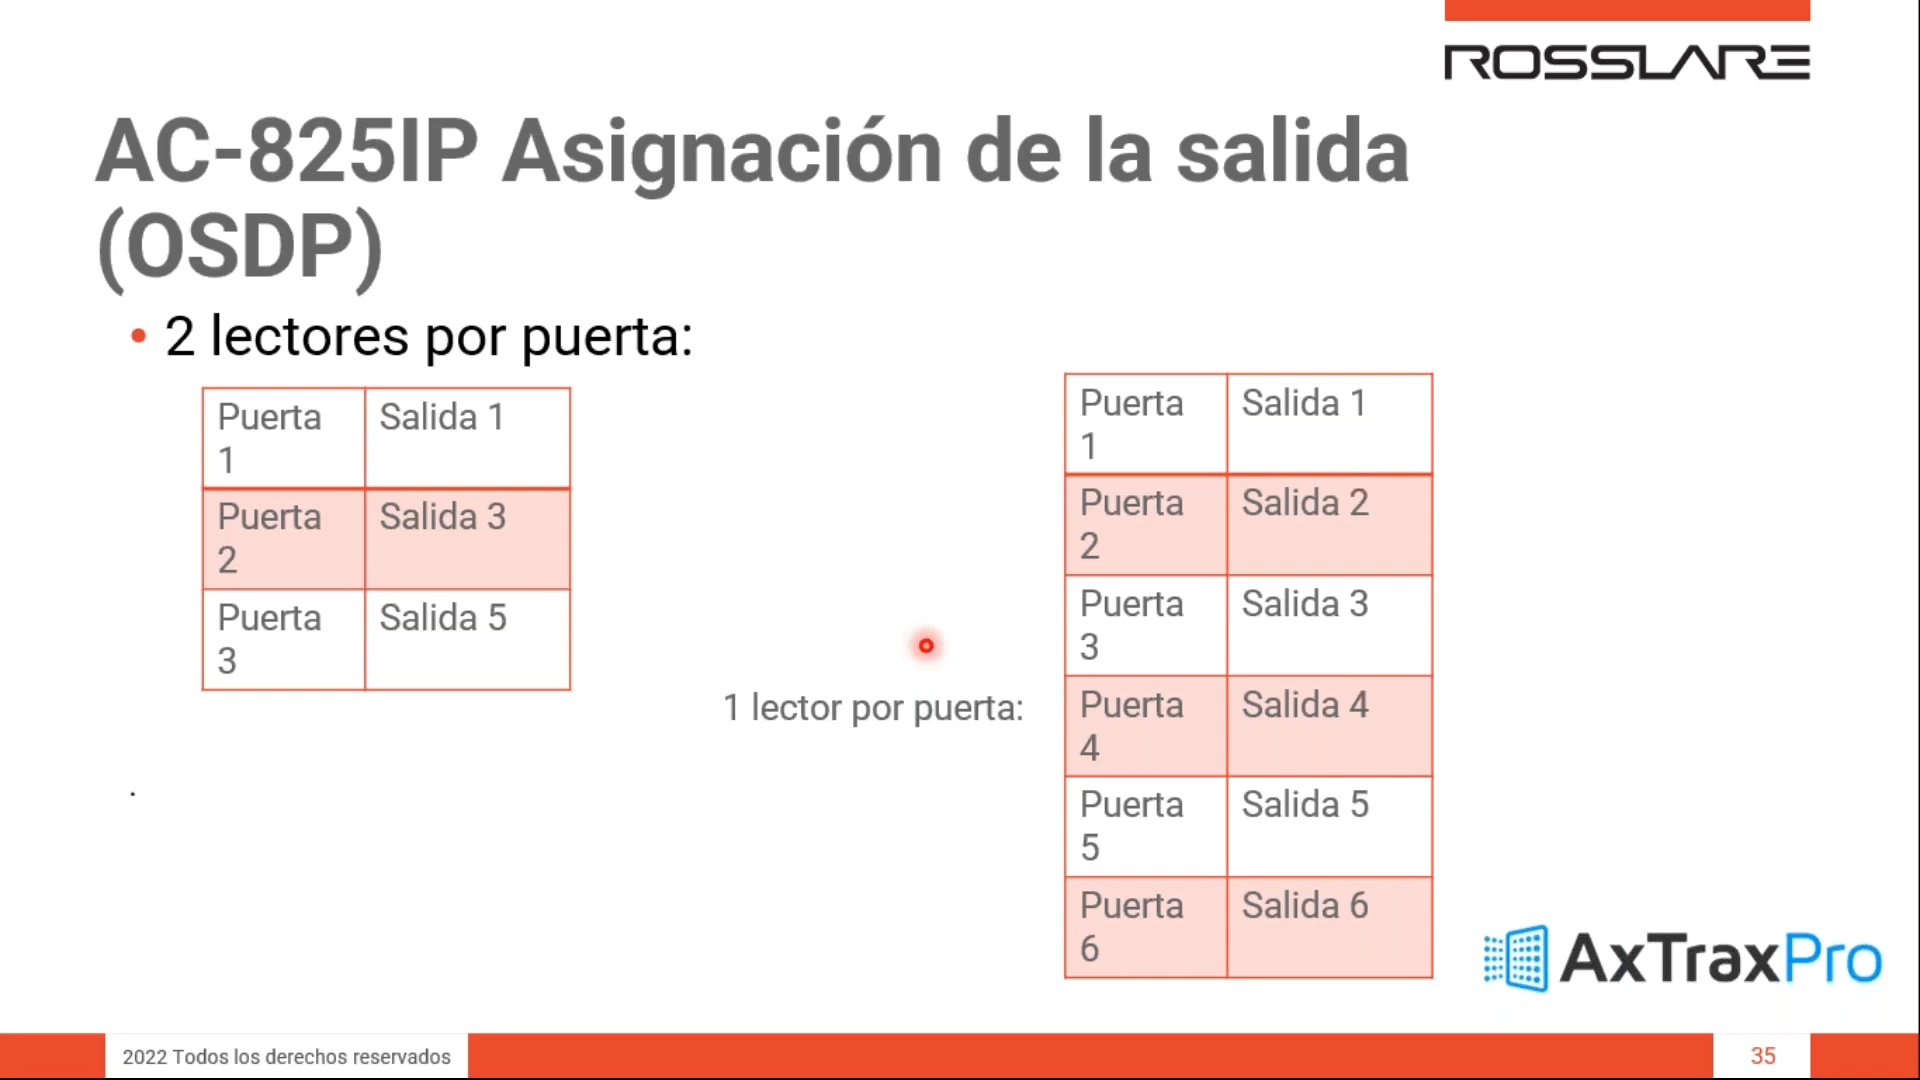 ROSSLARE
AC-825IP Asignación de la salida
(OSDP)
• 2 lectores por puerta:
Puerta 1 Salida 1
Puerta 2 Salida 3
Puerta 3 Salida 5
1 lector por puerta:
Puerta 1 Salida 1
Puerta 2 Salida 2
Puerta 3 Salida 3
Puerta 4 Salida 4
Puerta 5 Salida 5
Puerta 6 Salida 6
.
AxTraxPro
2022 Todos los derechos reservados
35